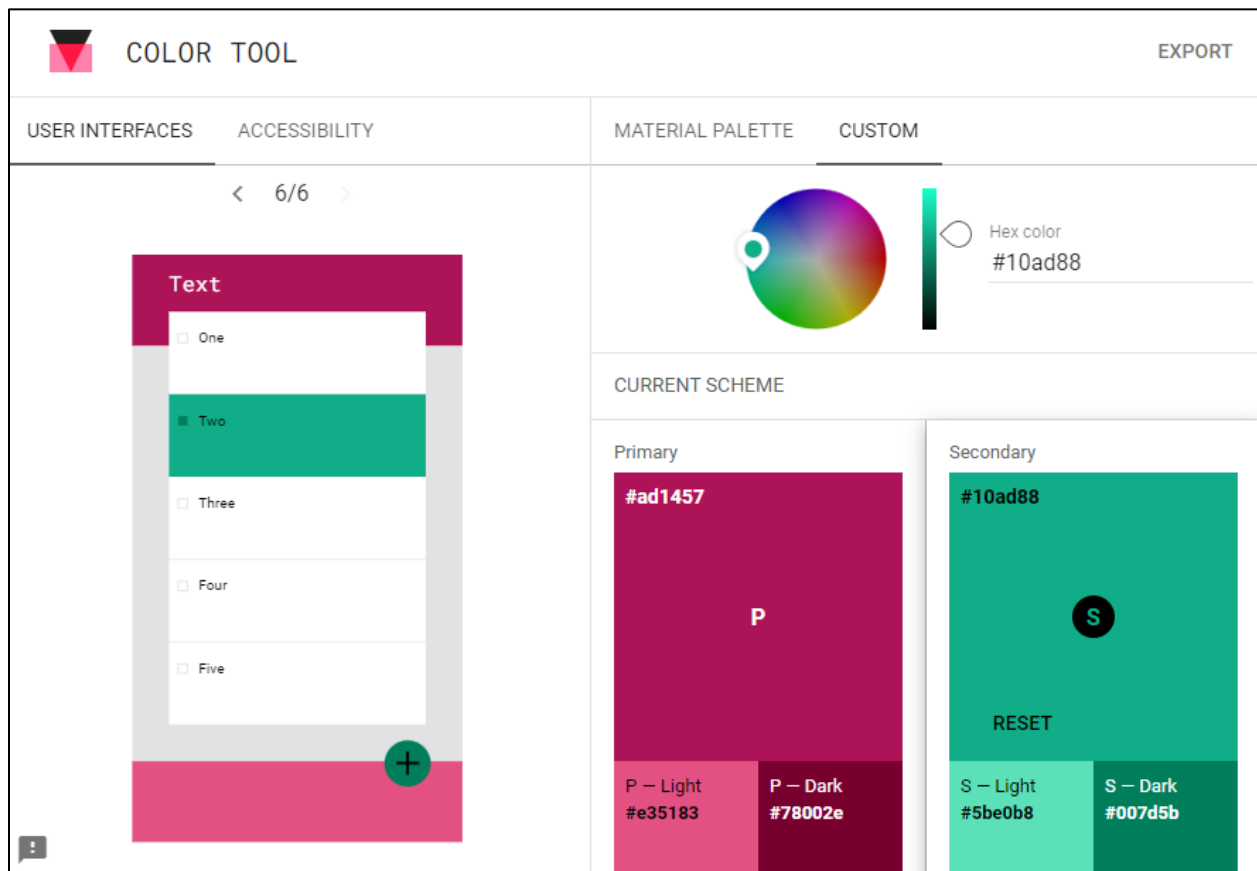 COLOR TOOL
EXPORT
USER INTERFACES
ACCESSIBILITY
6/6
Text
One
Two
Three
Four
Five
MATERIAL PALETTE
CUSTOM
Hex color
#10ad88
CURRENT SCHEME
Primary
#ad1457
P
P — Light
#e35183
P — Dark
#78002e
Secondary
#10ad88
S
RESET
S — Light
#5be0b8
S — Dark
#007d5b